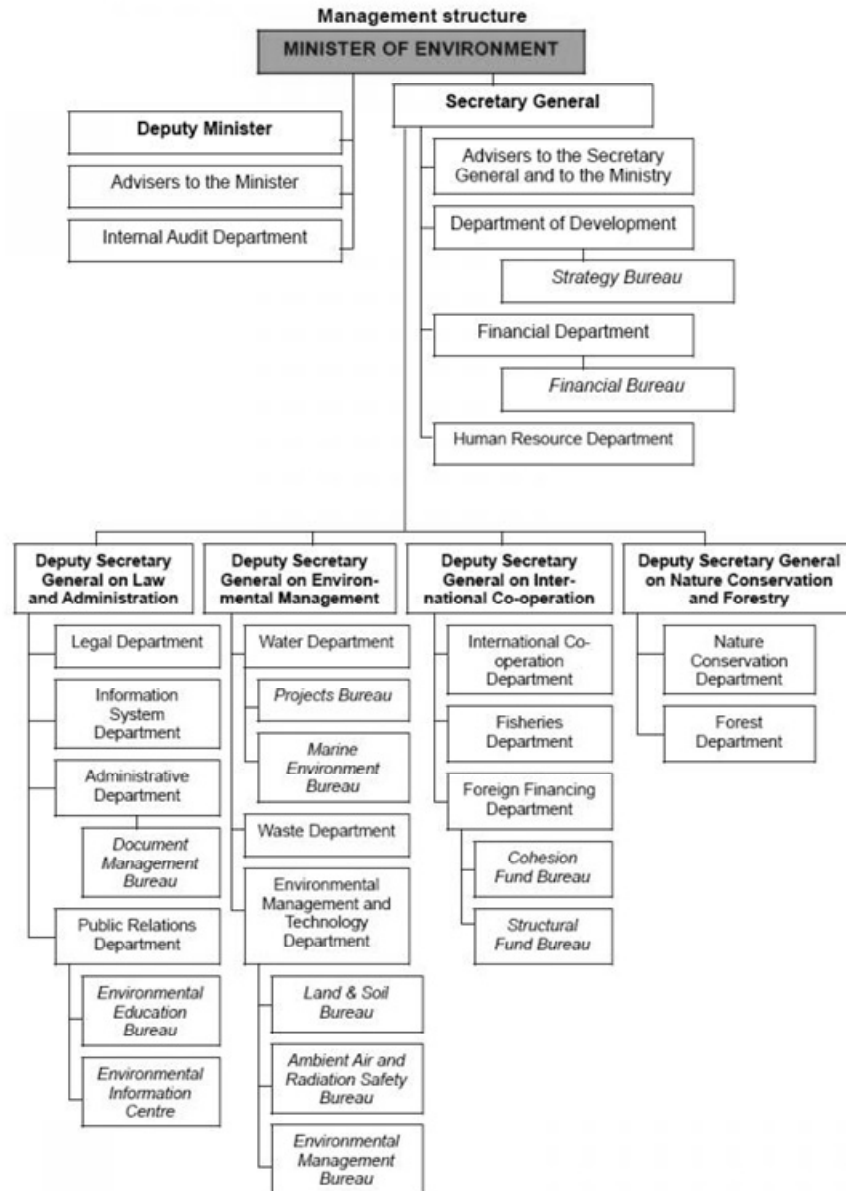 Management structure
MINISTER OF ENVIRONMENT
Secretary General
Deputy Minister
Advisers to the Minister
Internal Audit Department
Advisers to the Secretary
General and to the Ministry
Department of Development
Strategy Bureau
Financial Department
Financial Bureau
Human Resource Department
Deputy Secretary
General on Law
and Administration
Legal Department
Information
System
Department
Administrative
Department
Document
Management
Bureau
Public Relations
Department
Environmental
Education
Bureau
Environmental
Information
Centre
Deputy Secretary
General on Environ-
mental Management
Water Department
Projects Bureau
Marine
Environment
Bureau
Waste Department
Environmental
Management and
Technology
Department
Land & Soil
Bureau
Ambient Air and
Radiation Safety
Bureau
Environmental
Management
Bureau
Deputy Secretary
General on Inter-
national Co-operation
International Co-
operation
Department
Fisheries
Department
Foreign Financing
Department
Cohesion
Fund Bureau
Structural
Fund Bureau
Deputy Secretary General
on Nature Conservation
and Forestry
Nature
Conservation
Department
Forest
Department